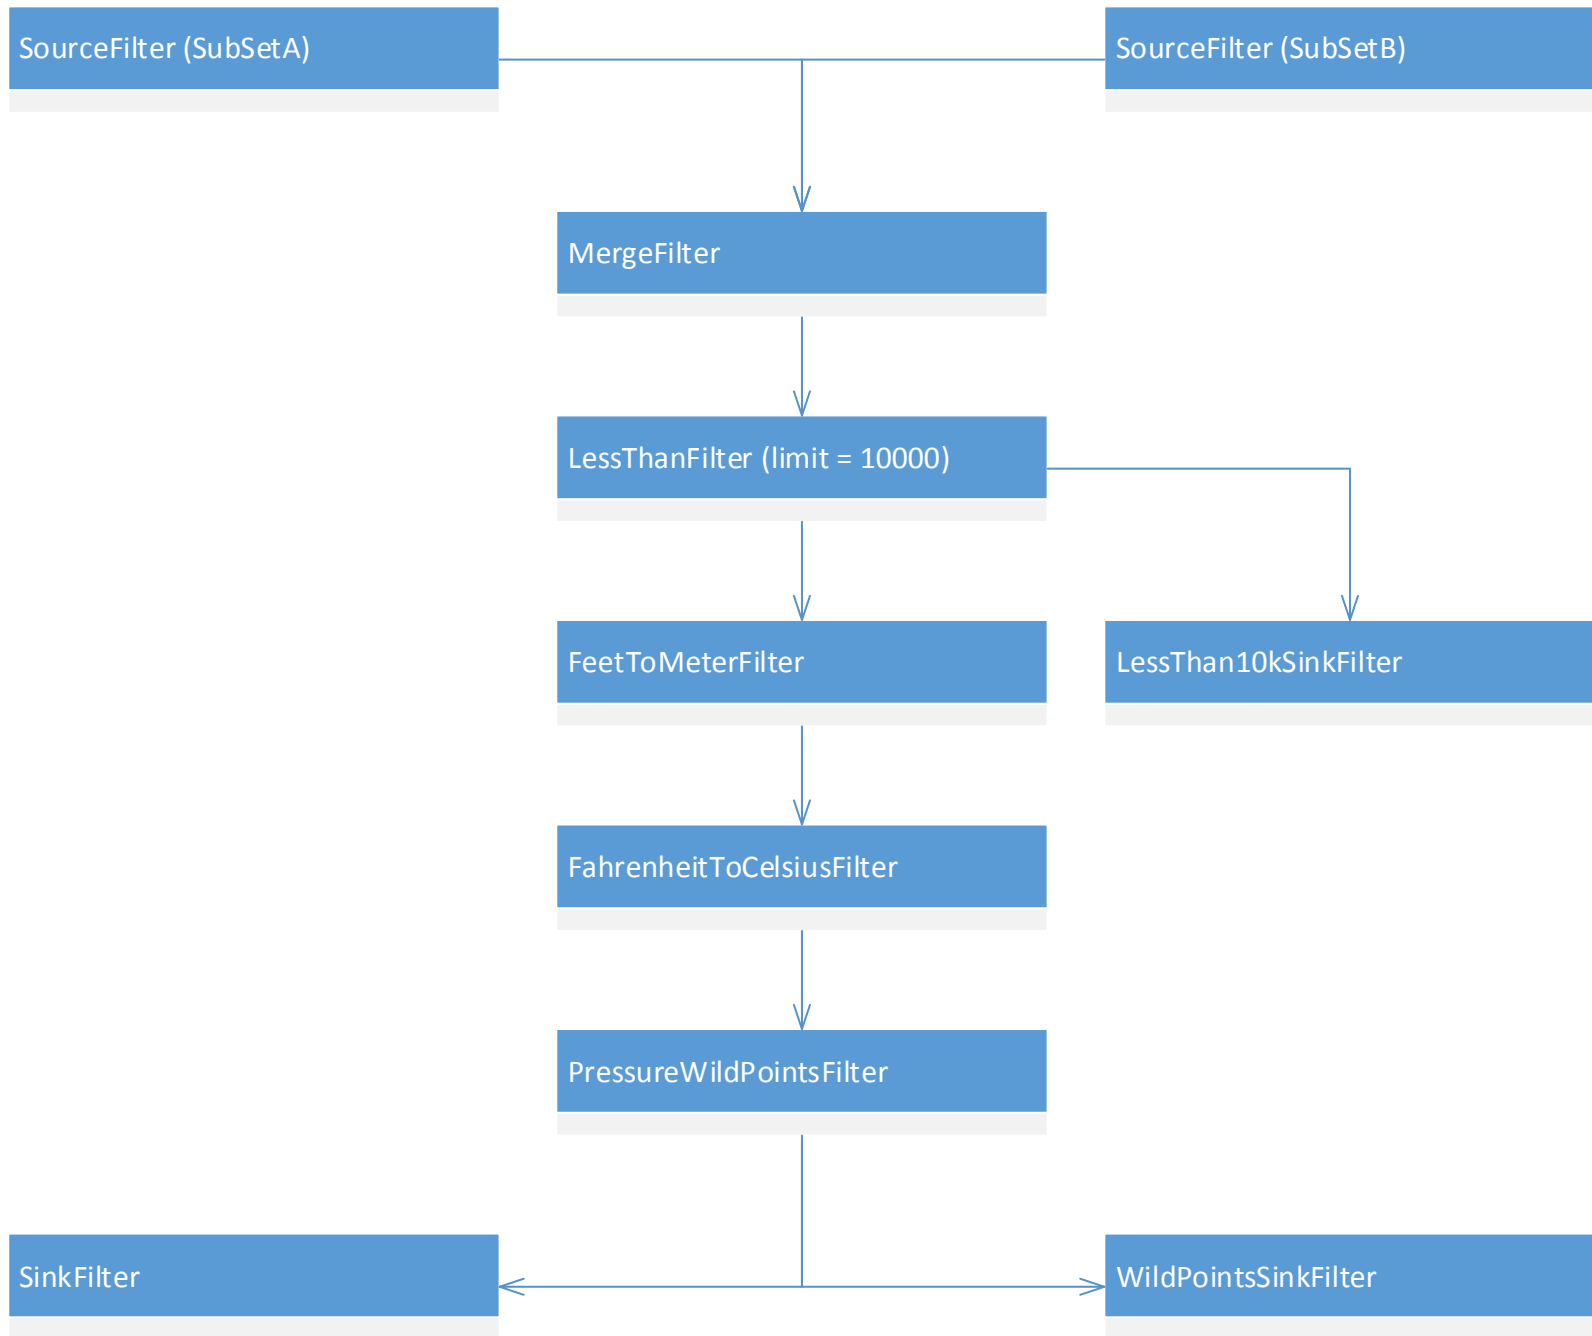 SourceFilter (SubSetA)
SourceFilter (SubSetB)
MergeFilter
LessThanFilter (limit = 10000)
FeetToMeterFilter
LessThan10kSinkFilter
FahrenheitToCelsiusFilter
PressureWildPointsFilter
SinkFilter
WildPointsSinkFilter